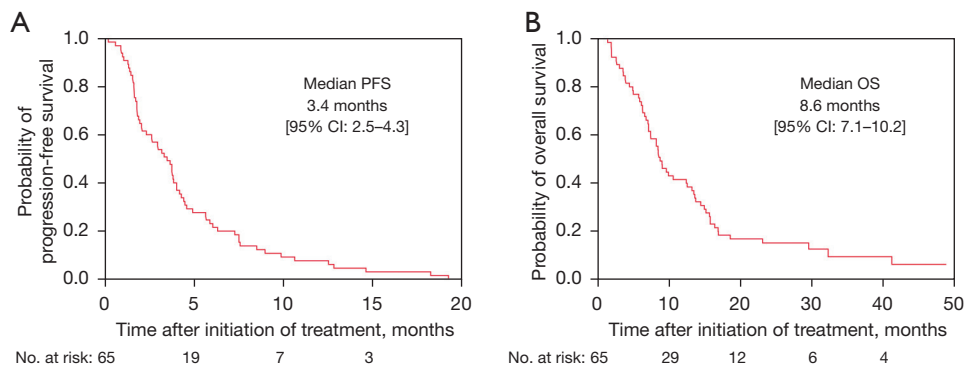 A
1.0
0.8
0.6
0.4
0.2
0.0
Probability of
progression-free survival
Median PFS
3.4 months
[95% CI: 2.5–4.3]
0 5 10 15 20
Time after initiation of treatment, months
No. at risk: 65 19 7 3
B
1.0
0.8
0.6
0.4
0.2
0.0
Probability of overall survival
Median OS
8.6 months
[95% CI: 7.1–10.2]
0 10 20 30 40 50
Time after initiation of treatment, months
No. at risk: 65 29 12 6 4